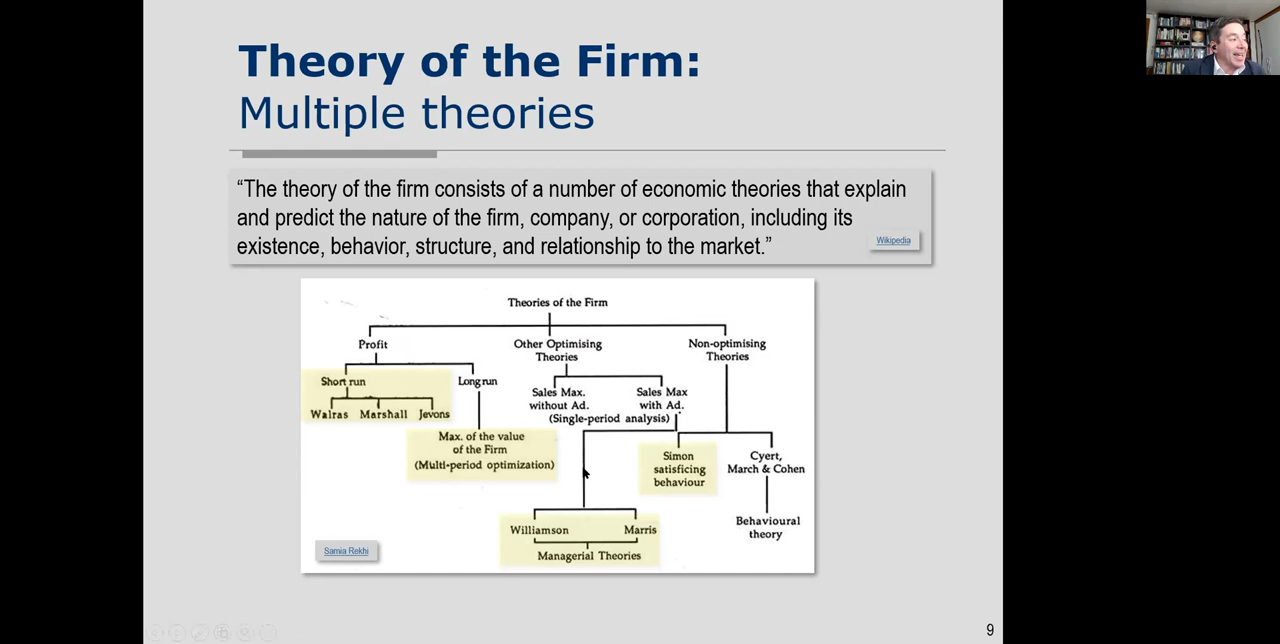 Theory of the Firm:
Multiple theories
“The theory of the firm consists of a number of economic theories that explain
and predict the nature of the firm, company, or corporation, including its
existence, behavior, structure, and relationship to the market.”
Wikipedia
Theories of the Firm
Profit
Other Optimising
Theories
Non-optimising
Theories
Short run
Long run
Walras Marshall Jevons
Sales Max.
without Ad.
Sales Max
with Ad.
(Single-period analysis)
Max. of the value
of the Firm
(Multi-period optimization)
Simon
satisficing
behaviour
Cyert,
March & Cohen
Behavioural
theory
Williamson Marris
Managerial Theories
Samia Rekhi
9